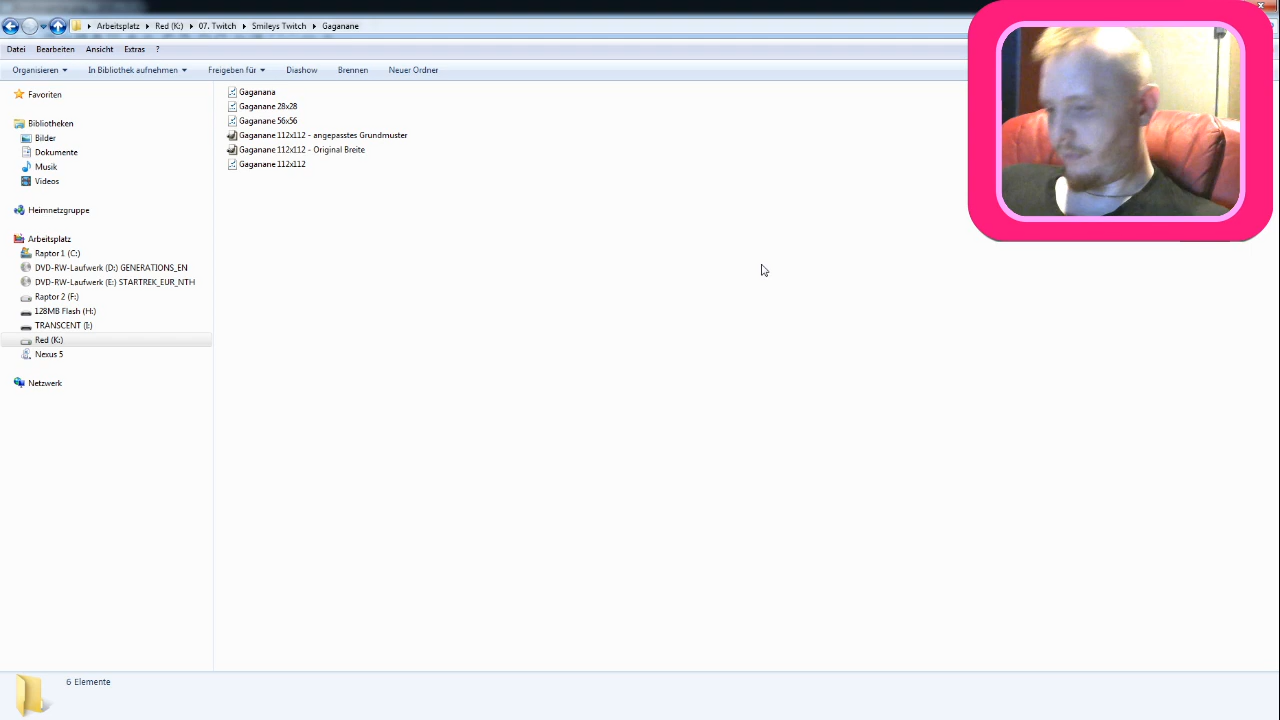 Arbeitsplatz Red (K:) 07. Twitch Smileys Twitch Gaganane
Datei Bearbeiten Ansicht Extras ?
Organisieren In Bibliothek aufnehmen Freigeben für Diashow Brennen Neuer Ordner
Favoriten
Bibliotheken
Bilder
Dokumente
Musik
Videos
Heimnetzgruppe
Arbeitsplatz
Raptor 1 (C:)
DVD-RW-Laufwerk (D:) GENERATIONS_EN
DVD-RW-Laufwerk (E:) STARTREK_EUR_NTH
Raptor 2 (F:)
128MB Flash (H:)
TRANSCENT (I:)
Red (K:)
Nexus 5
Netzwerk
Gaganana
Gaganane 28x28
Gaganane 56x56
Gaganane 112x112 - angepasstes Grundmuster
Gaganane 112x112 - Original Breite
Gaganane 112x112
6 Elemente